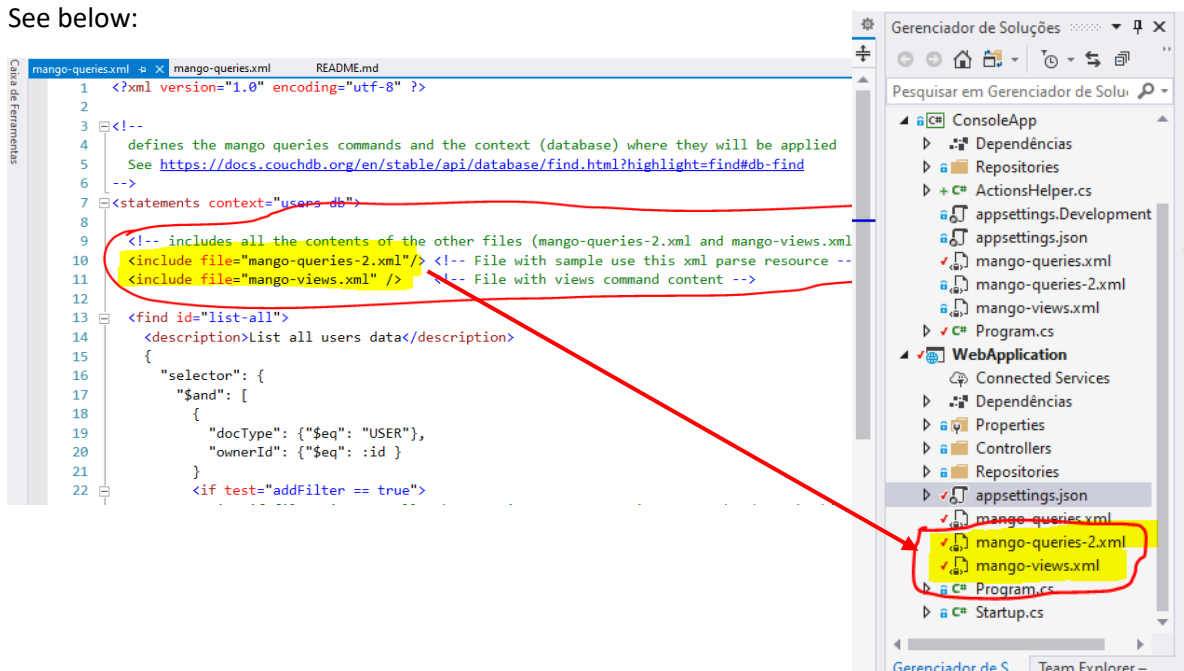 See below:
Caixa de Ferramentas
mango-queries.xml
mango-queries.xml
README.md
1 <?xml version="1.0" encoding="utf-8" ?>
2
3 <!--
4 defines the mango queries commands and the context (database) where they will be applied
5 See https://docs.couchdb.org/en/stable/api/database/find.html?highlight=find#db-find
6 -->
7 <statements context="users-db">
8
9 <!-- includes all the contents of the other files (mango-queries-2.xml and mango-views.xml
10 <include file="mango-queries-2.xml"/> <!-- File with sample use this xml parse resource --
11 <include file="mango-views.xml" /> <!-- File with views command content -->
12
13 <find id="list-all">
14 <description>List all users data</description>
15 {
16 "selector": {
17 "$and": [
18 {
19 "docType": {"$eq": "USER"},
20 "ownerId": {"$eq": :id }
21 }
22 <if test="addFilter == true">
Gerenciador de Soluções
Pesquisar em Gerenciador de Solu
C# ConsoleApp
Dependências
Repositories
C# ActionsHelper.cs
appsettings.Development
appsettings.json
mango-queries.xml
mango-queries-2.xml
mango-views.xml
C# Program.cs
WebApplication
Connected Services
Dependências
Properties
Controllers
Repositories
appsettings.json
mango-queries.xml
mango-queries-2.xml
mango-views.xml
C# Program.cs
C# Startup.cs
Gerenciador de S...
Team Explorer –